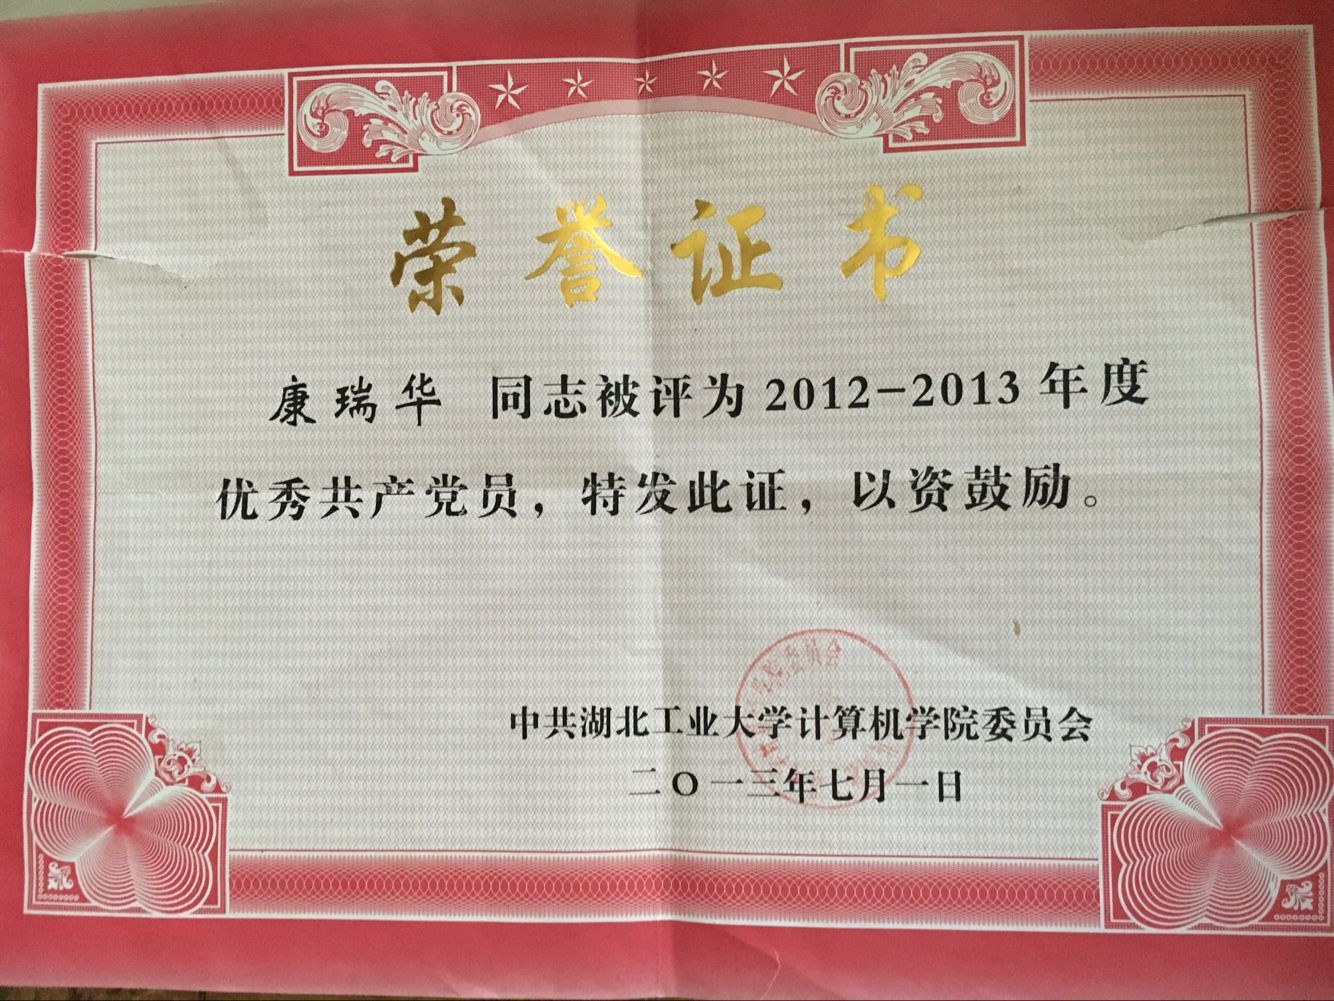 荣誉证书
康瑞华 同志被评为2012-2013年度
优秀共产党员，特发此证，以资鼓励。
中共湖北工业大学计算机学院委员会
二〇一三年七月一日